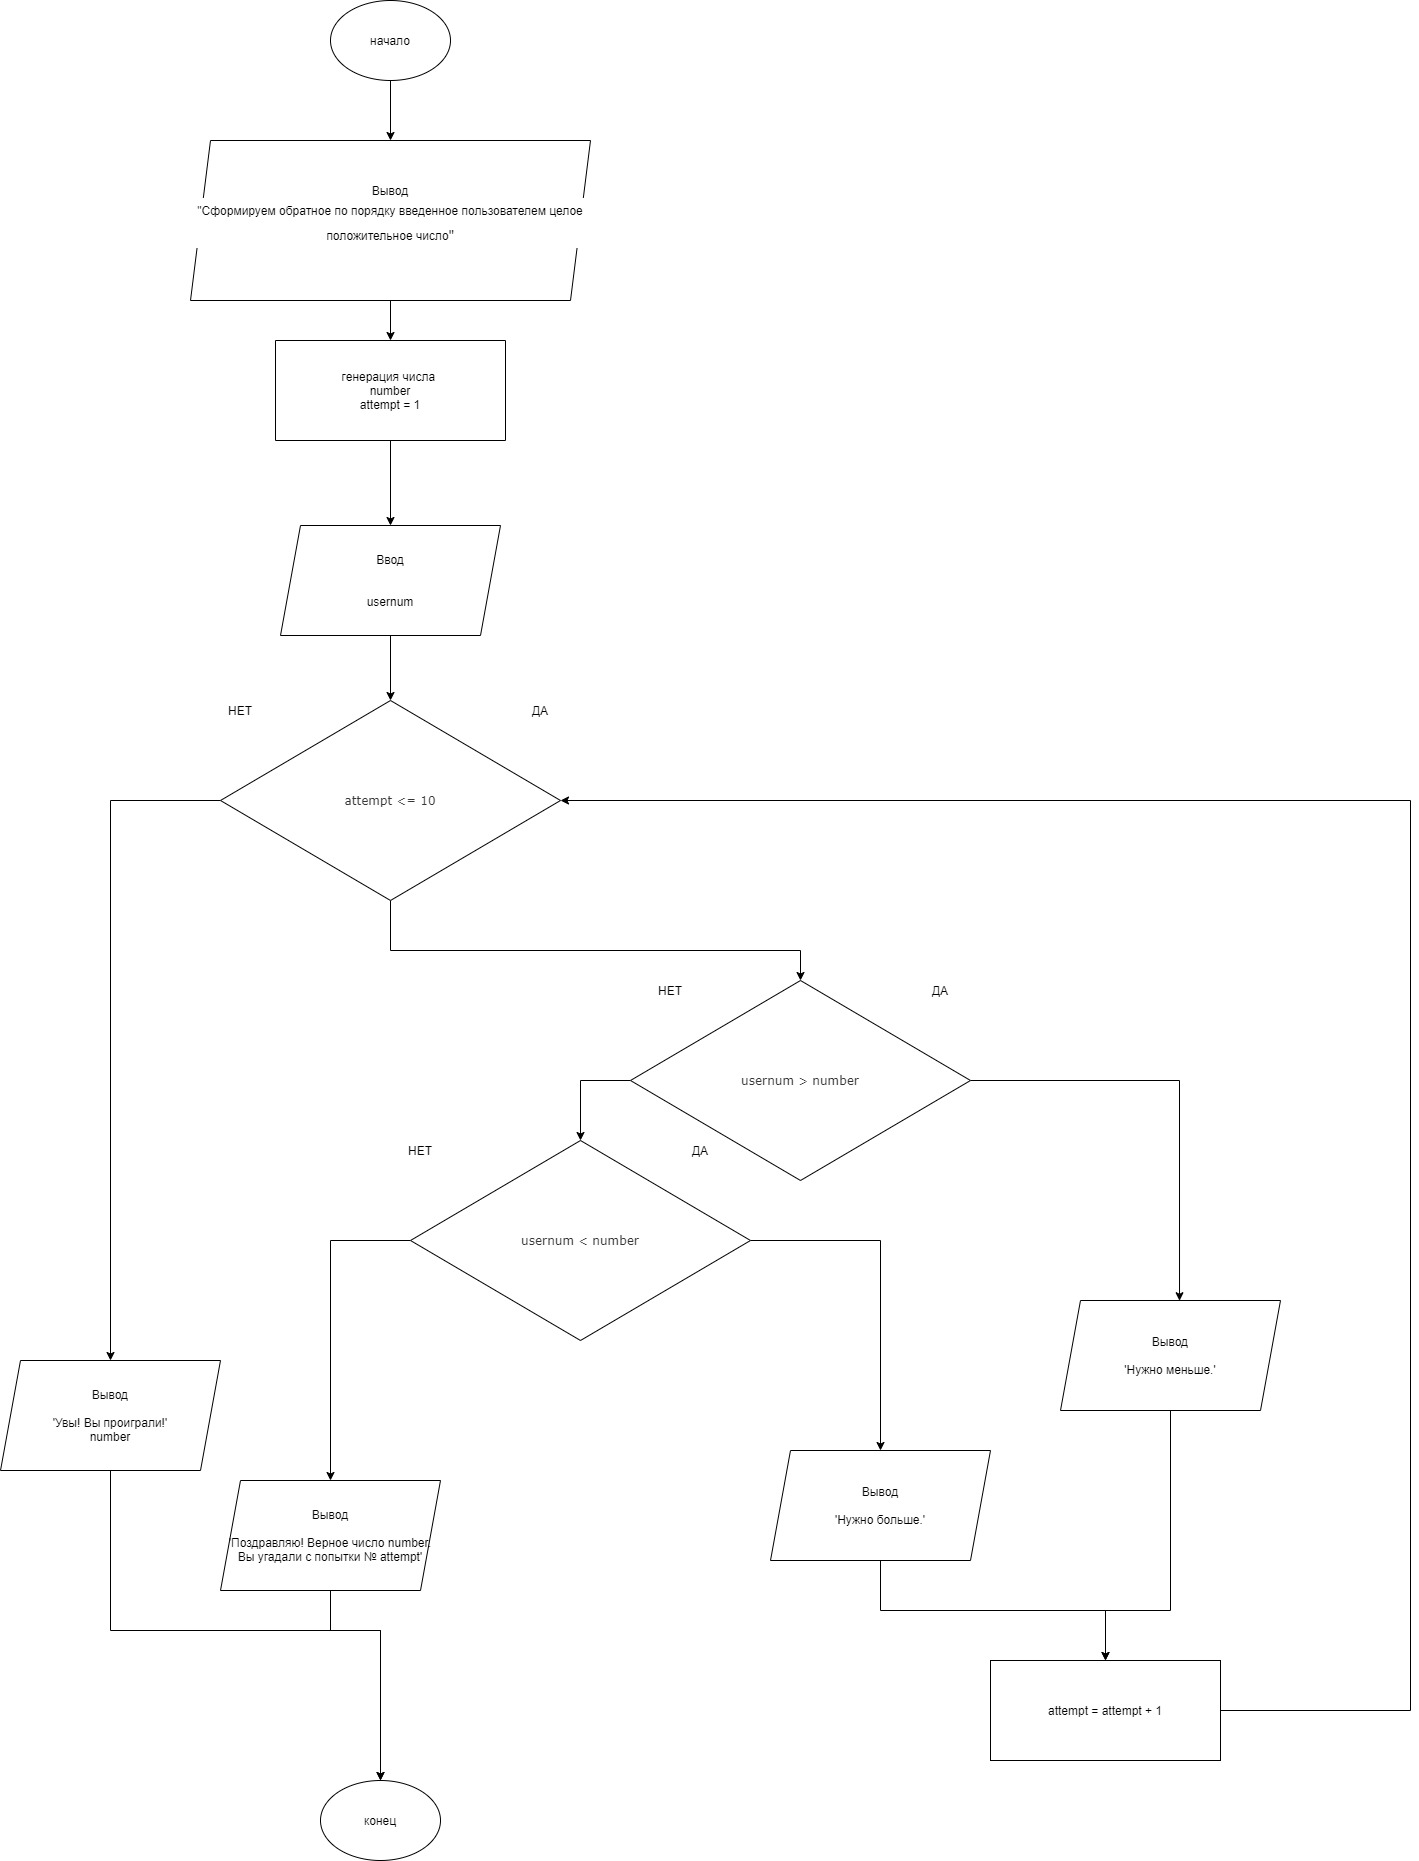 начало
Вывод
"Сформируем обратное по порядку введенное пользователем целое
положительное число"
генерация числа
number
attempt = 1
Ввод
usernum
НЕТ
ДА
attempt <= 10
НЕТ
ДА
usernum > number
НЕТ
ДА
usernum < number
Вывод
'Нужно меньше.'
Вывод
'Увы! Вы проиграли!'
number
Вывод
'Нужно больше.'
Вывод
'Поздравляю! Верное число number.
Вы угадали с попытки № attempt'
attempt = attempt + 1
конец